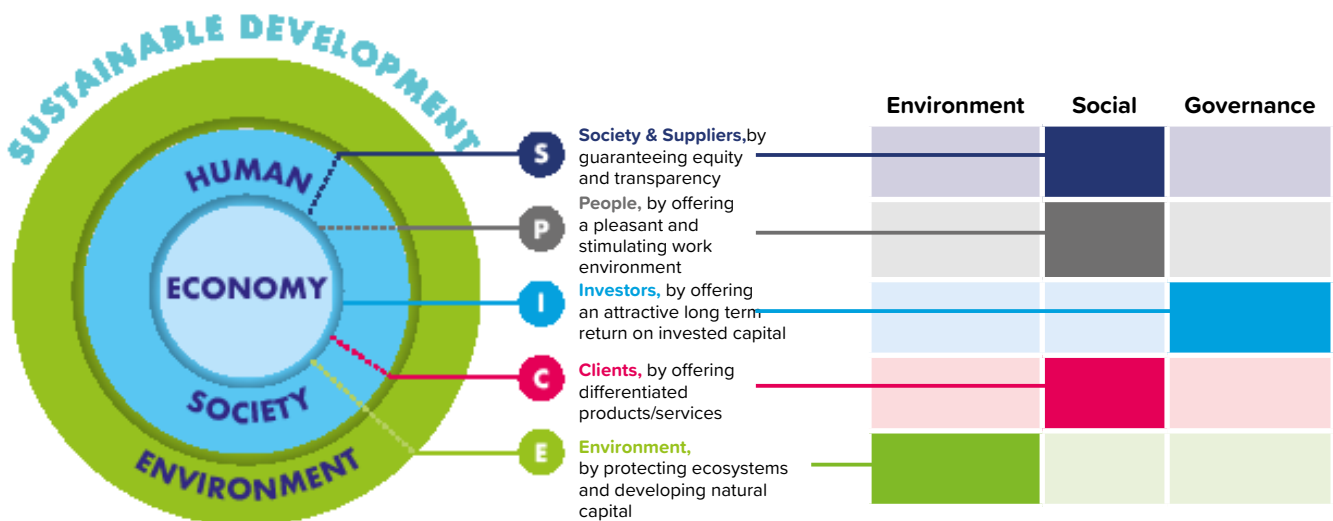 SUSTAINABLE DEVELOPMENT
HUMAN
ECONOMY
SOCIETY
ENVIRONMENT
S
Society & Suppliers,by
guaranteeing equity
and transparency
P
People, by offering
a pleasant and
stimulating work
environment
I
Investors, by offering
an attractive long term
return on invested capital
C
Clients, by offering
differentiated
products/services
E
Environment,
by protecting ecosystems
and developing natural
capital
Environment Social Governance